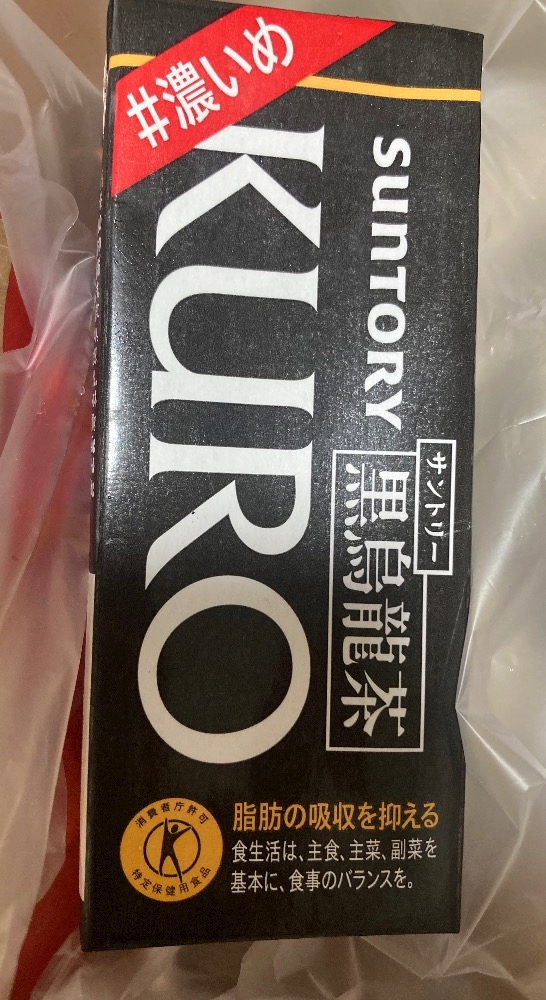 #濃いめ
SUNTORY
KURO
サントリー
黒烏龍茶
脂肪の吸収を抑える
食生活は、主食、主菜、副菜を
基本に、食事のバランスを。
消費者庁許可
特定保健用食品